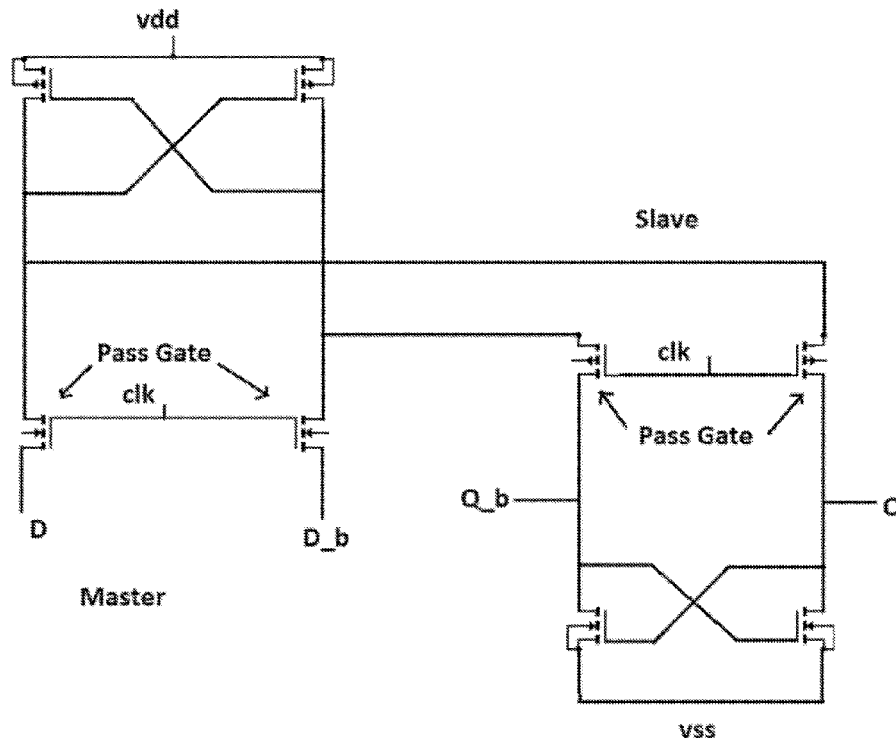 vdd
Slave
Pass Gate
clk
clk
Pass Gate
Q_b
D
D_b
Master
vss